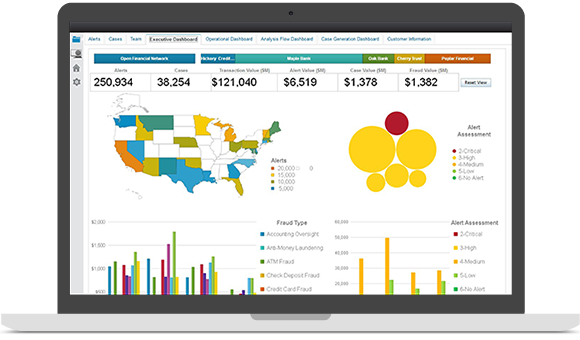 Alerts Cases Team Executive Dashboard Operational Dashboard Analysis Flow Dashboard Case Generation Dashboard Customer Information
Open Financial Network Hickory Credit... Maple Bank Oak Bank Cherry Trust Poplar Financial
Alerts Cases Transaction Value ($M) Alert Value ($M) Case Value ($M) Fraud Value ($M)
250,934 38,254 $121,040 $6,519 $1,378 $1,382 Reset View
Alerts
20,000
15,000
10,000
5,000
Alert
Assessment
2-Critical
3-High
4-Medium
5-Low
6-No Alert
$2,000
$1,500
$1,000
$500
Fraud Type
Accounting Oversight
Anti-Money Laundering
ATM Fraud
Check Deposit Fraud
Credit Card Fraud
60,000
50,000
40,000
30,000
20,000
Alert Assessment
2-Critical
3-High
4-Medium
5-Low
6-No Alert